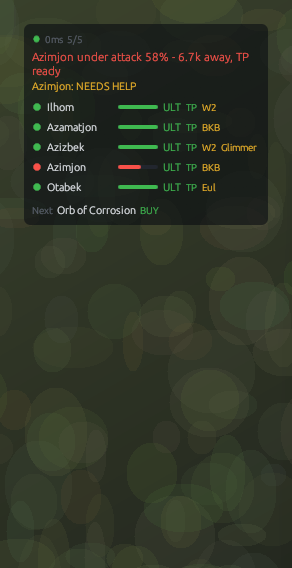 0ms 5/5
Azimjon under attack 58% - 6.7k away, TP
ready
Azimjon: NEEDS HELP
Ilhom ULT TP W2
Azamatjon ULT TP BKB
Azizbek ULT TP W2 Glimmer
Azimjon ULT TP BKB
Otabek ULT TP Eul
Next Orb of Corrosion BUY